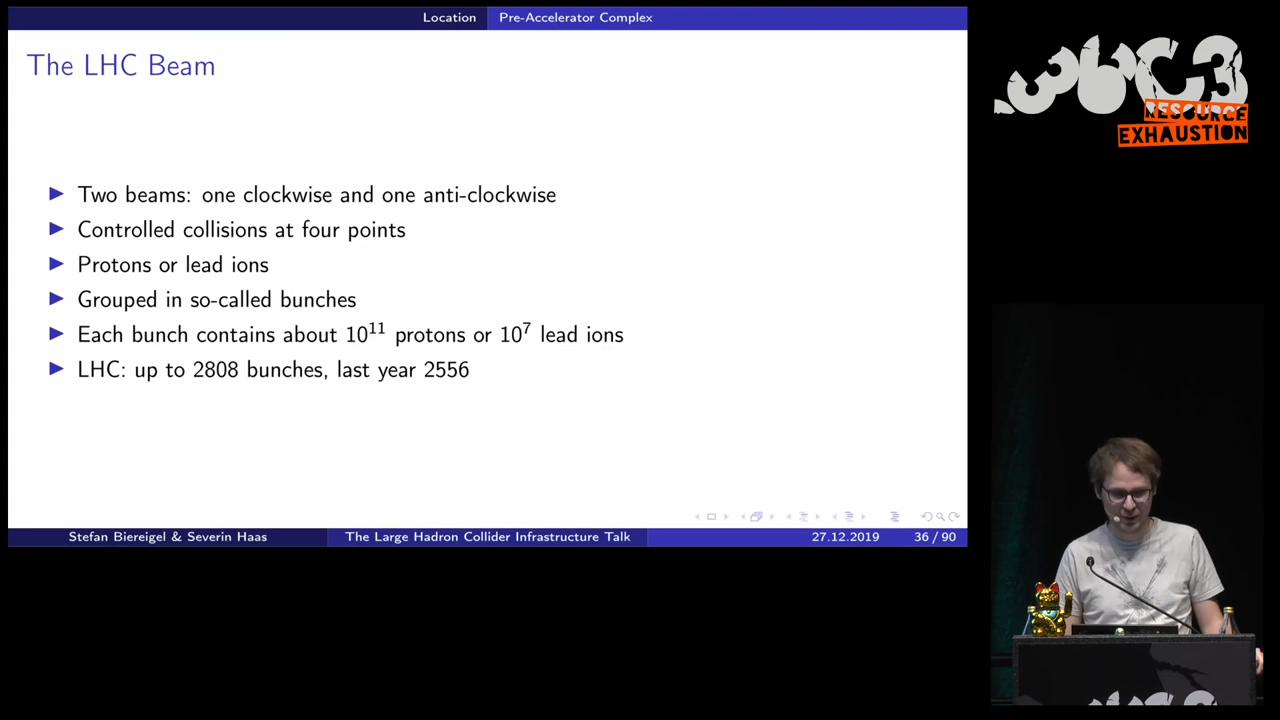 Location Pre-Accelerator Complex
The LHC Beam
Two beams: one clockwise and one anti-clockwise
Controlled collisions at four points
Protons or lead ions
Grouped in so-called bunches
Each bunch contains about 10¹¹ protons or 10⁷ lead ions
LHC: up to 2808 bunches, last year 2556
Stefan Biereigel & Severin Haas The Large Hadron Collider Infrastructure Talk 27.12.2019 36 / 90
36C3
RESOURCE
EXHAUSTION